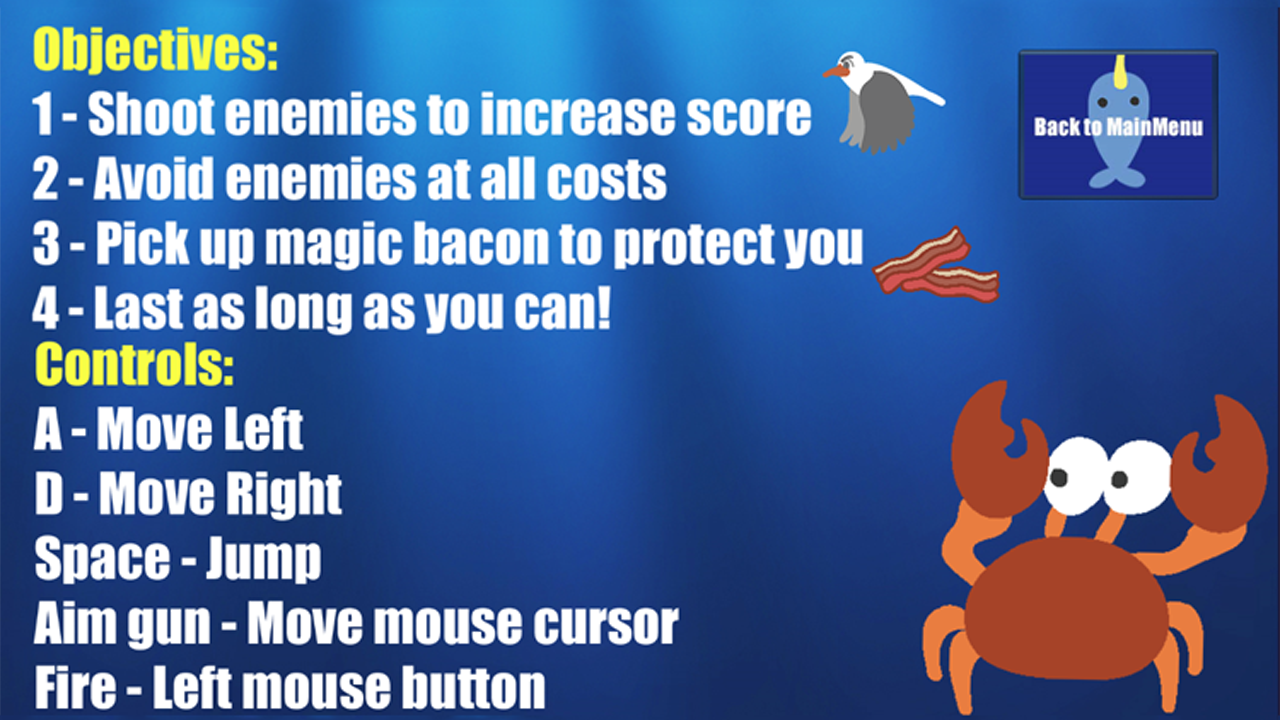 Objectives:
1 - Shoot enemies to increase score
Back to MainMenu
2 - Avoid enemies at all costs
3 - Pick up magic bacon to protect you
4 - Last as long as you can!
Controls:
A - Move Left
D - Move Right
Space - Jump
Aim gun - Move mouse cursor
Fire - Left mouse button